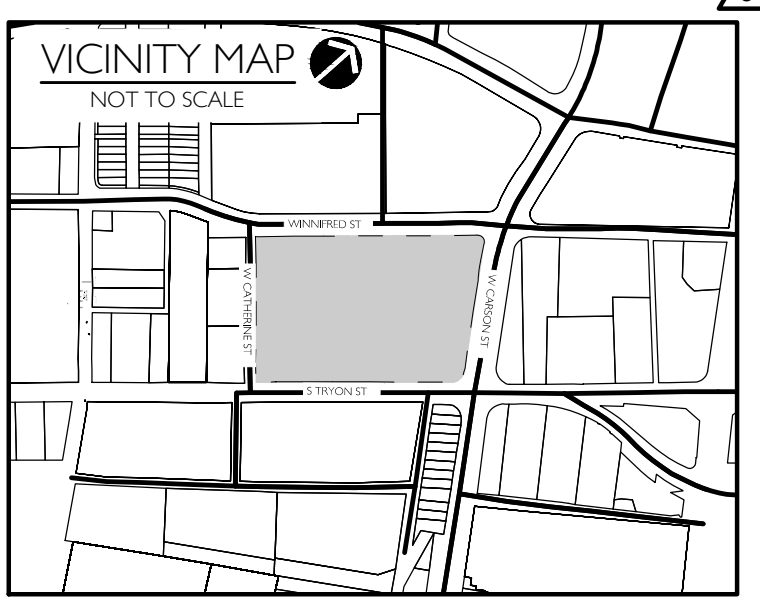 VICINITY MAP
NOT TO SCALE
WINNIFRED ST
W CATHERINE ST
W CARSON ST
S TRYON ST